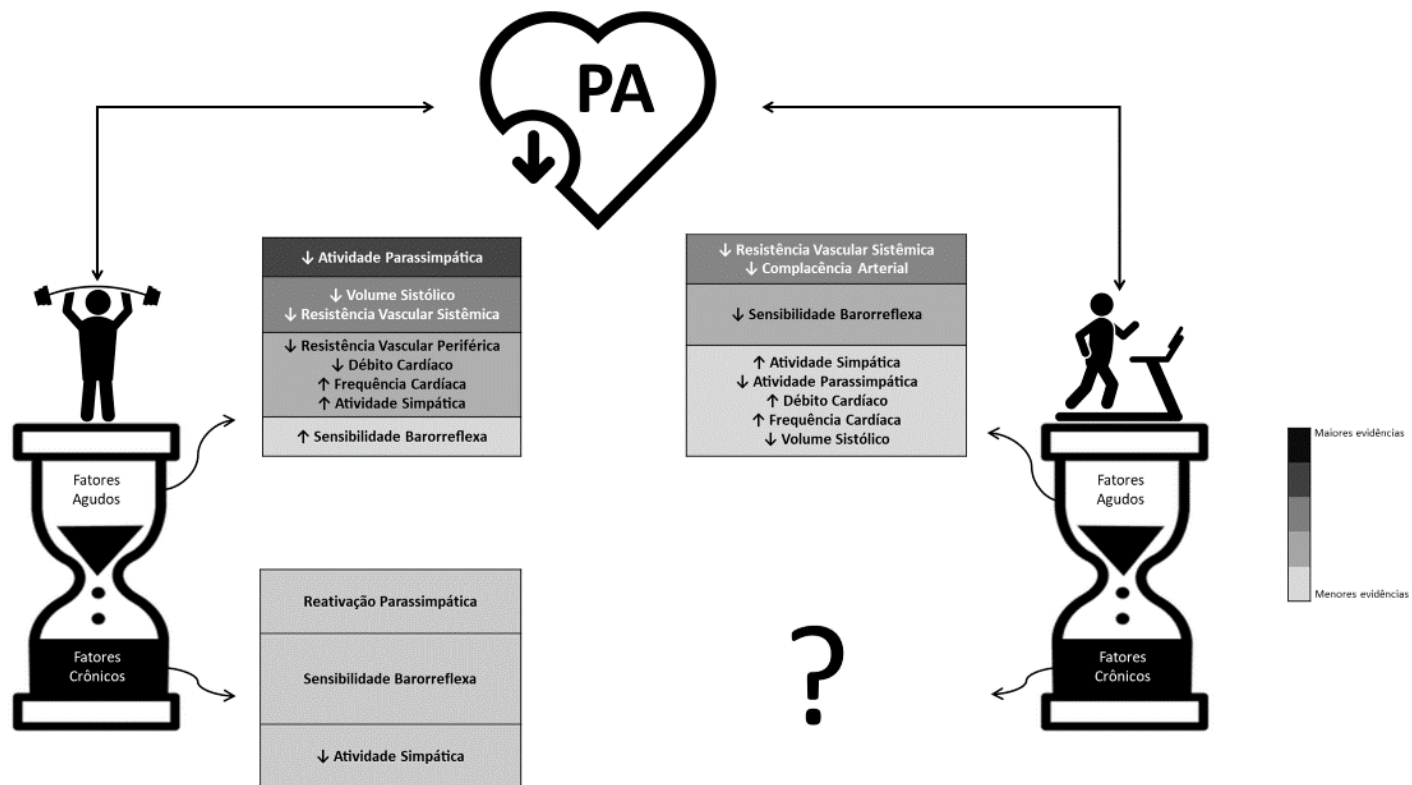 PA
↓ Atividade Parassimpática
↓ Volume Sistólico
↓ Resistência Vascular Sistêmica
↓ Resistência Vascular Periférica
↓ Débito Cardíaco
↑ Frequência Cardíaca
↑ Atividade Simpática
↑ Sensibilidade Barorreflexa
Fatores
Agudos
Reativação Parassimpática
Sensibilidade Barorreflexa
↓ Atividade Simpática
Fatores
Crônicos
↓ Resistência Vascular Sistêmica
↓ Complacência Arterial
↓ Sensibilidade Barorreflexa
↑ Atividade Simpática
↓ Atividade Parassimpática
↑ Débito Cardíaco
↑ Frequência Cardíaca
↓ Volume Sistólico
Fatores
Agudos
?
Fatores
Crônicos
Maiores evidências
Menores evidências